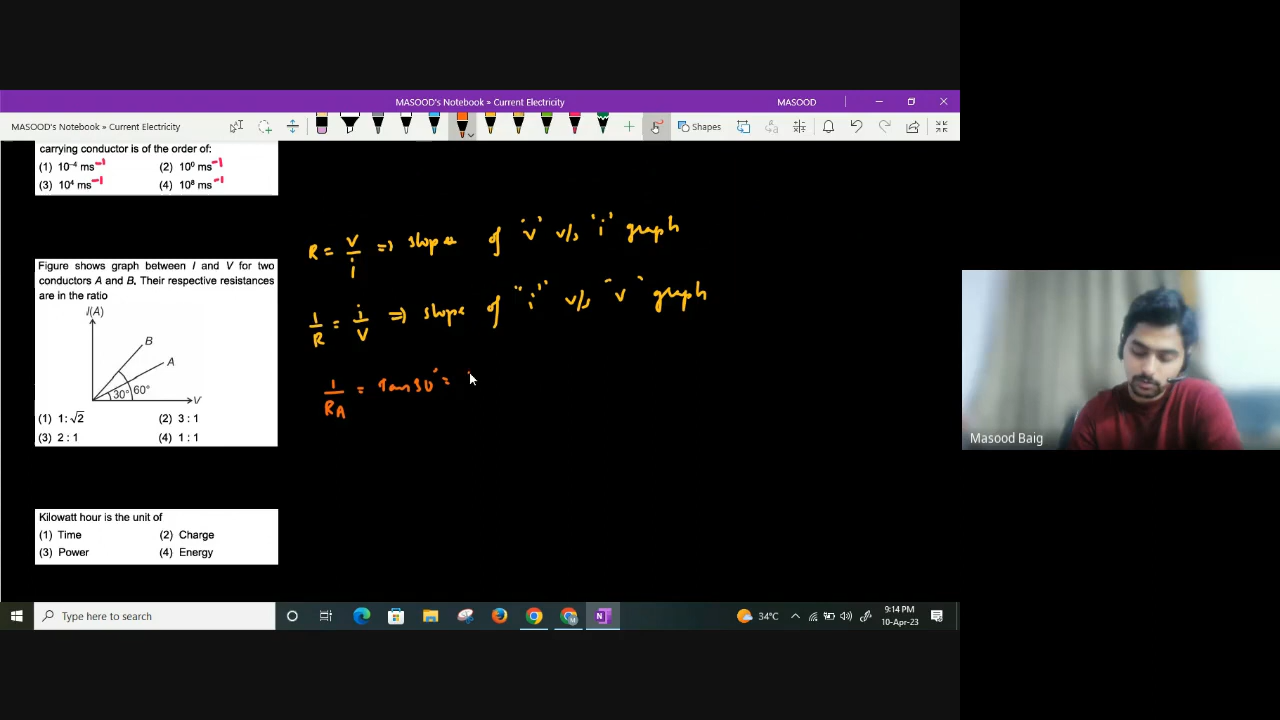 MASOOD's Notebook » Current Electricity
MASOOD
MASOOD's Notebook » Current Electricity
Shapes
carrying conductor is of the order of:
(1) 10⁻⁴ ms⁻¹ (2) 10⁰ ms⁻¹
(3) 10⁴ ms⁻¹ (4) 10⁸ ms⁻¹
R = V/i => slope of "v" v/s "i" graph
Figure shows graph between I and V for two
conductors A and B. Their respective resistances
are in the ratio
I(A)
B
A
30° 60°
V
(1) 1:√2 (2) 3 : 1
(3) 2 : 1 (4) 1 : 1
1/R = i/V => slope of "i" v/s "v" graph
1/RA = Tan30° =
Kilowatt hour is the unit of
(1) Time (2) Charge
(3) Power (4) Energy
Masood Baig
Type here to search
34°C
9:14 PM
10-Apr-23